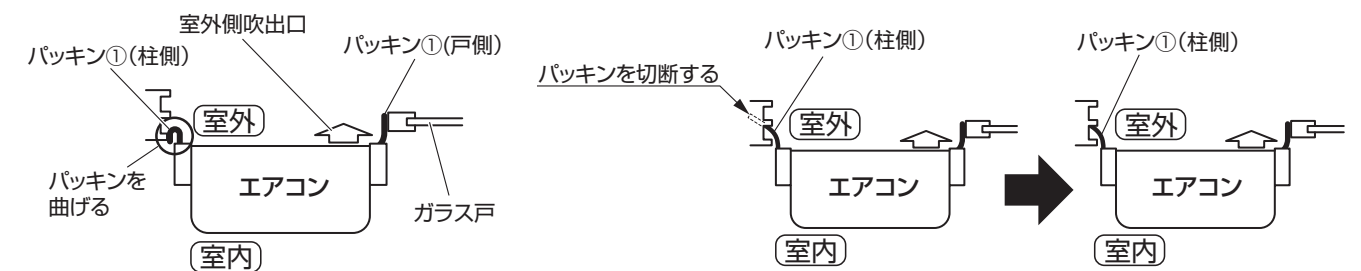 室外側吹出口
パッキン①(柱側)
パッキン①(戸側)
室外
エアコン
パッキンを
曲げる
ガラス戸
室内
パッキン①(柱側)
パッキンを切断する
室外
エアコン
室内
パッキン①(柱側)
室外
エアコン
室内